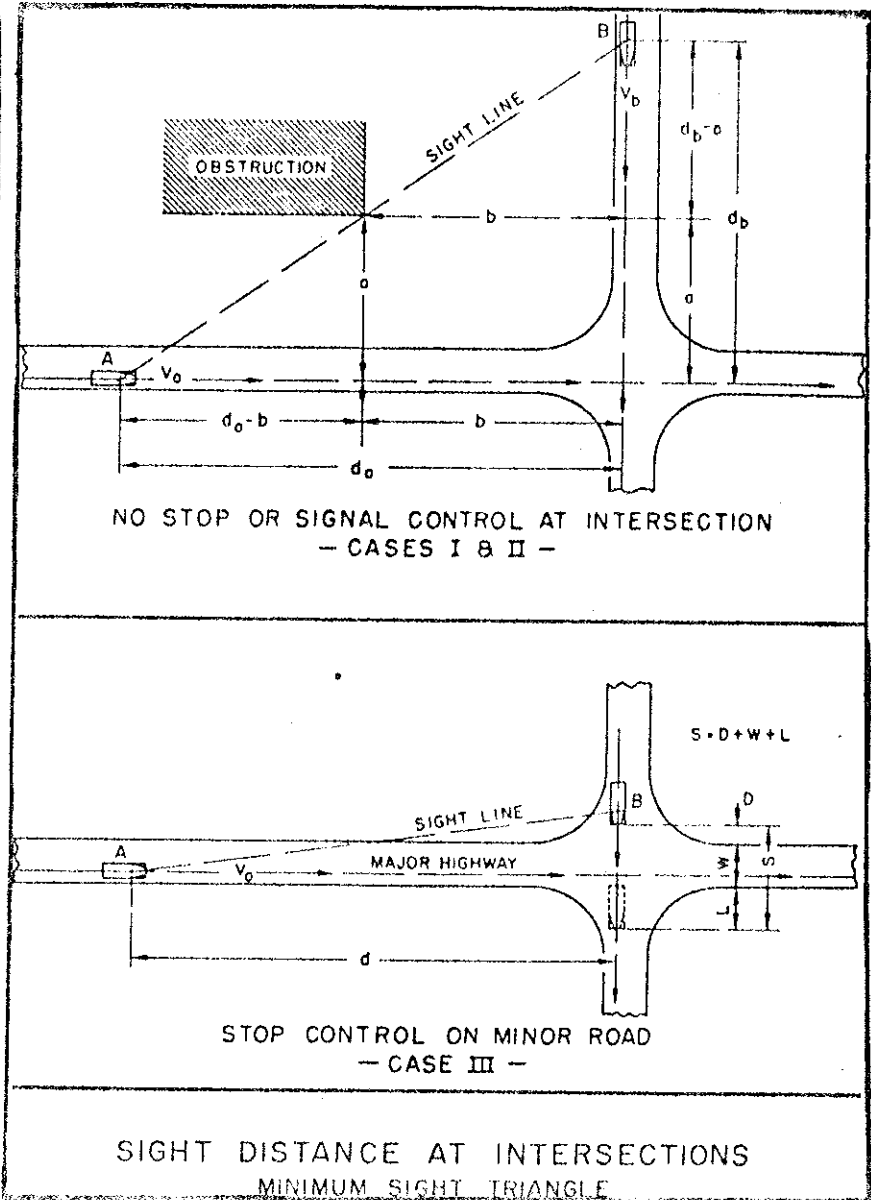 B
V_b
OBSTRUCTION
SIGHT LINE
d_b-a
b
d_b
a
a
A
V_a
d_a-b
b
d_a
NO STOP OR SIGNAL CONTROL AT INTERSECTION
— CASES I & II —
S=D+W+L
B
D
SIGHT LINE
A
V_a
MAJOR HIGHWAY
W
S
L
d
STOP CONTROL ON MINOR ROAD
— CASE III —
SIGHT DISTANCE AT INTERSECTIONS
MINIMUM SIGHT TRIANGLE